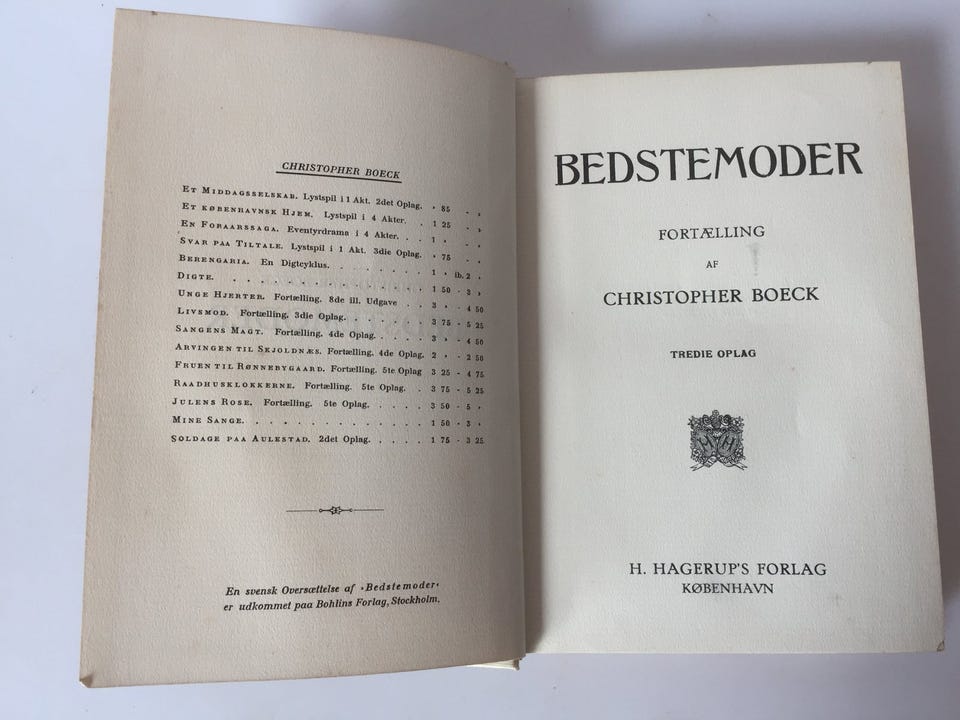 CHRISTOPHER BOECK
ET MIDDAGSSELSKAB. Lystspil i 1 Akt. 2det Oplag. » 85 - »
ET KØBENHAVNSK HJEM. Lystspil i 4 Akter. . 1 25 - »
EN FORAARSSAGA. Eventyrdrama i 4 Akter. . . 1 » - »
SVAR PAA TILTALE. Lystspil i 1 Akt. 3die Oplag. » 75 - »
BERENGARIA. En Digtcyklus. . . . . . . . 1 » ib. 2 »
DIGTE. . . . . . . . . . . . . 1 50 - 3 »
UNGE HJERTER. Fortælling. 8de ill. Udgave . . 3 » - 4 50
LIVSMOD. Fortælling. 3die Oplag. . . . . . 3 75 - 5 25
SANGENS MAGT. Fortælling. 4de Oplag. . . . . 3 » - 4 50
ARVINGEN TIL SKJOLDNÆS. Fortælling. 4de Oplag. 2 » - 2 50
FRUEN TIL RØNNEBYGAARD. Fortælling. 5te Oplag 3 25 - 4 75
RAADHUSKLOKKERNE. Fortælling. 5te Oplag. . 3 75 - 5 25
JULENS ROSE. Fortælling. 5te Oplag. . . . . 3 50 - 5 »
MINE SANGE. . . . . . . . . . . . 1 50 - 3 »
SOLDAGE PAA AULESTAD. 2det Oplag. . . . . 1 75 - 3 25
En svensk Oversættelse af »Bedstemoder«
er udkommet paa Bohlins Forlag, Stockholm.
BEDSTEMODER
FORTÆLLING
AF
CHRISTOPHER BOECK
TREDIE OPLAG
H H
H. HAGERUP'S FORLAG
KØBENHAVN